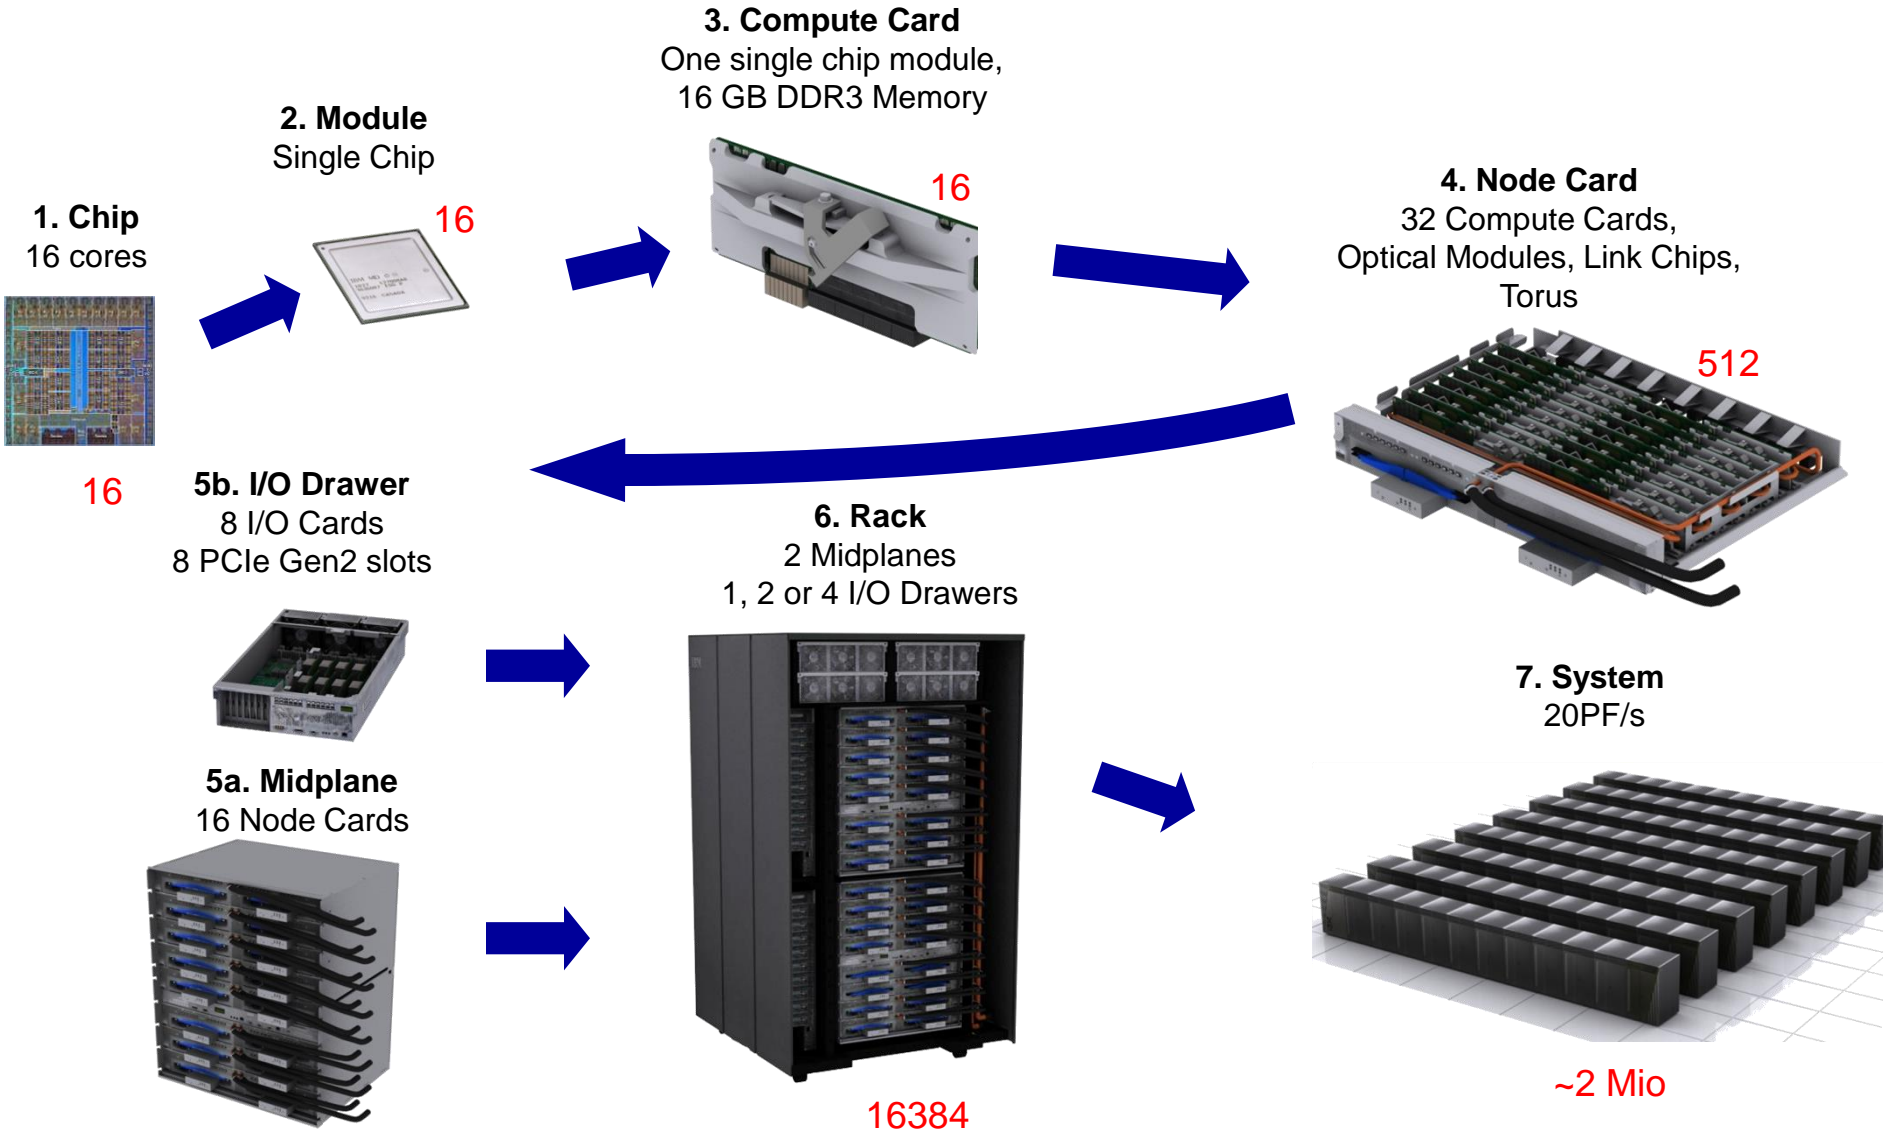 1. Chip
16 cores
16
2. Module
Single Chip
16
3. Compute Card
One single chip module,
16 GB DDR3 Memory
16
4. Node Card
32 Compute Cards,
Optical Modules, Link Chips,
Torus
512
5b. I/O Drawer
8 I/O Cards
8 PCIe Gen2 slots
5a. Midplane
16 Node Cards
6. Rack
2 Midplanes
1, 2 or 4 I/O Drawers
16384
7. System
20PF/s
~2 Mio